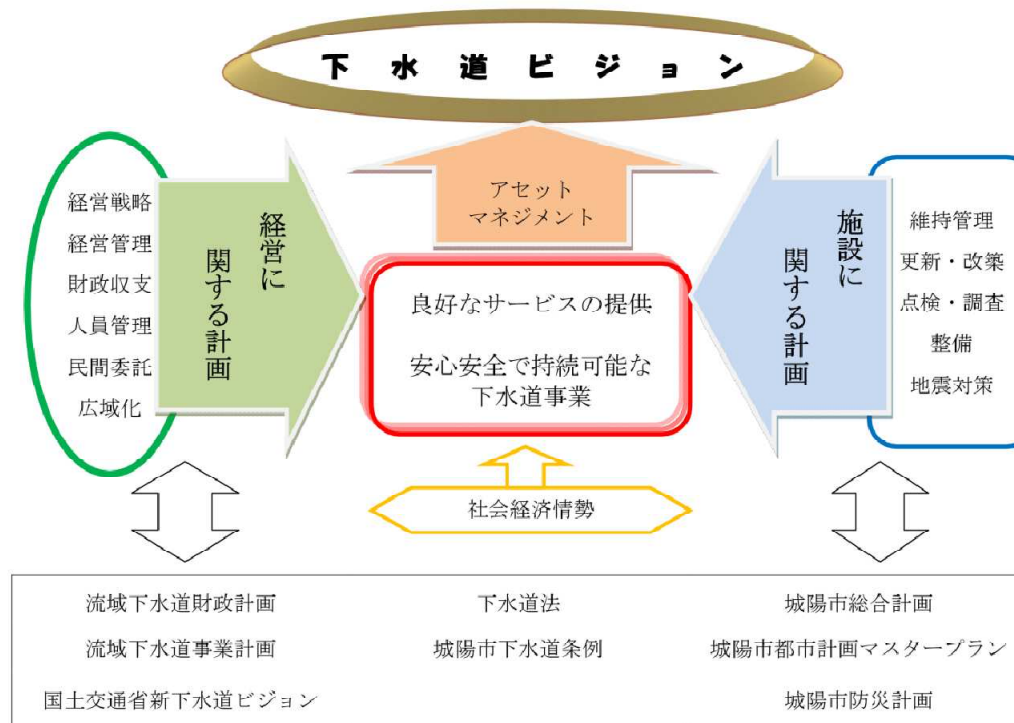 下水道ビジョン
アセット
マネジメント
経営戦略
経営管理
財政収支
人員管理
民間委託
広域化
経営に
関する計画
良好なサービスの提供
安心安全で持続可能な
下水道事業
施設に
関する計画
維持管理
更新・改築
点検・調査
整備
地震対策
社会経済情勢
流域下水道財政計画
下水道法
城陽市総合計画
流域下水道事業計画
城陽市下水道条例
城陽市都市計画マスタープラン
国土交通省新下水道ビジョン
城陽市防災計画